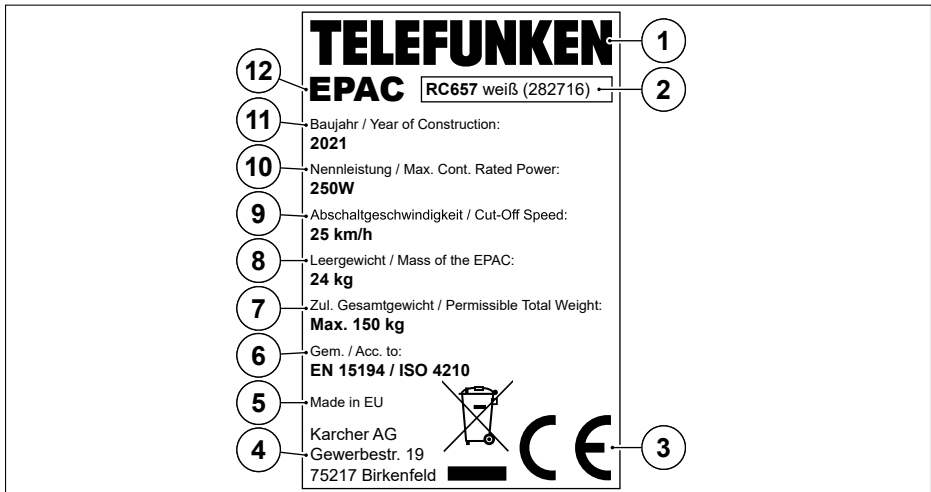 TELEFUNKEN
1
12
EPAC RC657 weiß (282716)
2
11
Baujahr / Year of Construction:
2021
10
Nennleistung / Max. Cont. Rated Power:
250W
9
Abschaltgeschwindigkeit / Cut-Off Speed:
25 km/h
8
Leergewicht / Mass of the EPAC:
24 kg
7
Zul. Gesamtgewicht / Permissible Total Weight:
Max. 150 kg
6
Gem. / Acc. to:
EN 15194 / ISO 4210
5
Made in EU
4
Karcher AG
Gewerbestr. 19
75217 Birkenfeld
CE
3